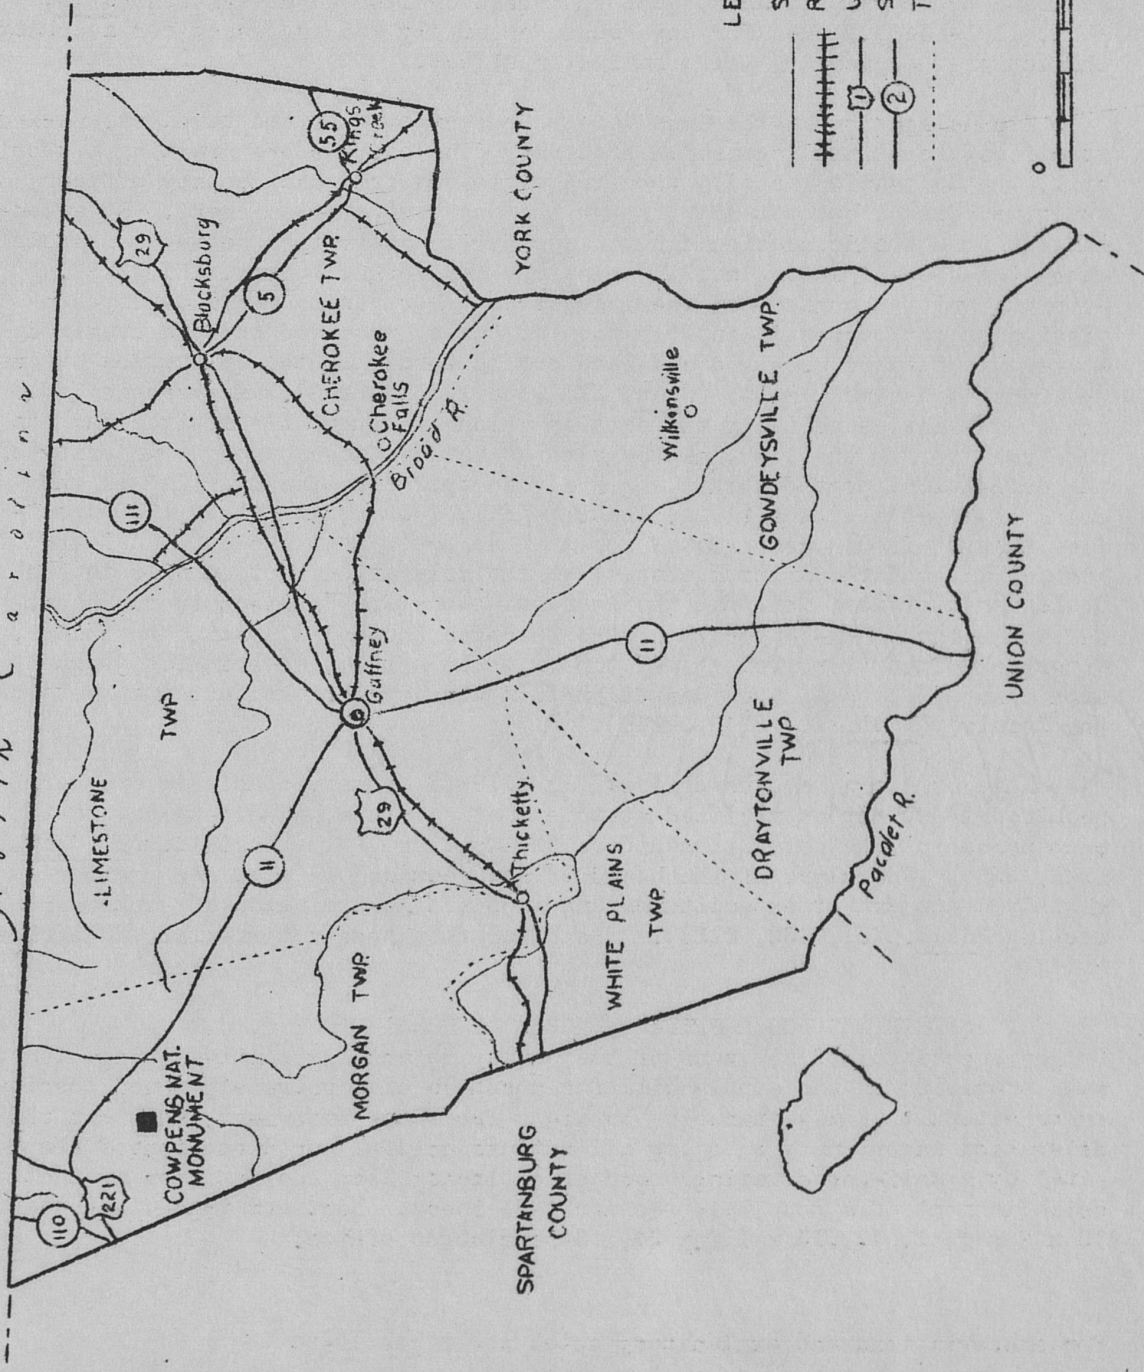 Carolina
110
221
COWPENS NAT.
MONUMENT
LIMESTONE
TWP
11
111
29
Blacksburg
5
55
Kings
Creek
CHEROKEE TWP.
Cherokee
Falls
Broad R.
Gaffney
29
MORGAN TWP.
Thicketty
WHITE PLAINS
TWP.
11
Wilkinsville
GOWDEYSVILLE TWP.
DRAYTONVILLE
TWP
Pacolet R.
SPARTANBURG
COUNTY
UNION COUNTY
YORK COUNTY
LE
S
R
1
U
2
S
T
0